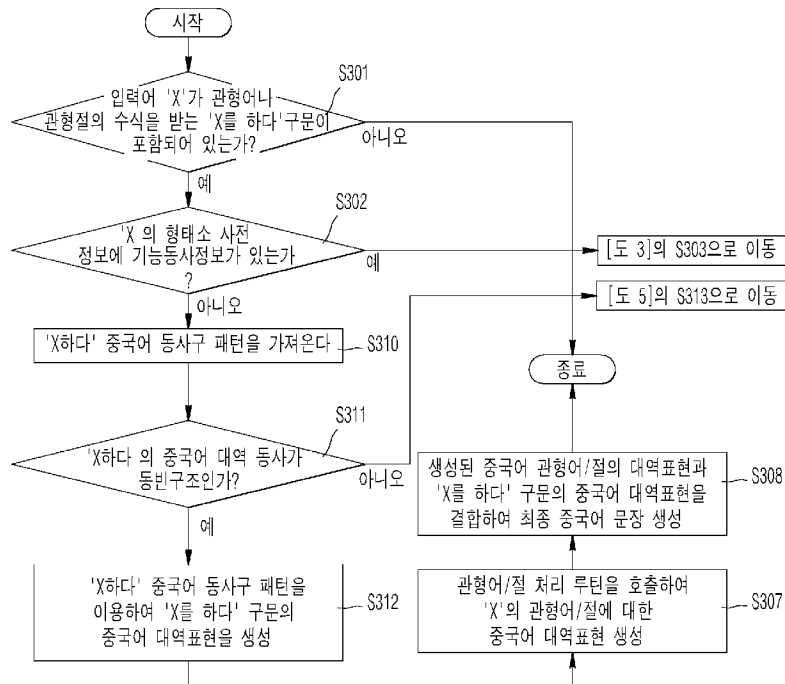 시작
S301
입력어 'X'가 관형어나
관형절의 수식을 받는 'X를 하다'구문이
포함되어 있는가?
아니오
예
S302
'X 의 형태소 사전
정보에 기능동사정보가 있는가
?
예
아니오
[도 3]의 S303으로 이동
[도 5]의 S313으로 이동
'X하다' 중국어 동사구 패턴을 가져온다
S310
종료
S311
'X하다 의 중국어 대역 동사가
동빈구조인가?
아니오
예
생성된 중국어 관형어/절의 대역표현과
'X를 하다' 구문의 중국어 대역표현을
결합하여 최종 중국어 문장 생성
S308
'X하다' 중국어 동사구 패턴을
이용하여 'X를 하다' 구문의
중국어 대역표현을 생성
S312
관형어/절 처리 루틴을 호출하여
'X'의 관형어/절에 대한
중국어 대역표현 생성
S307